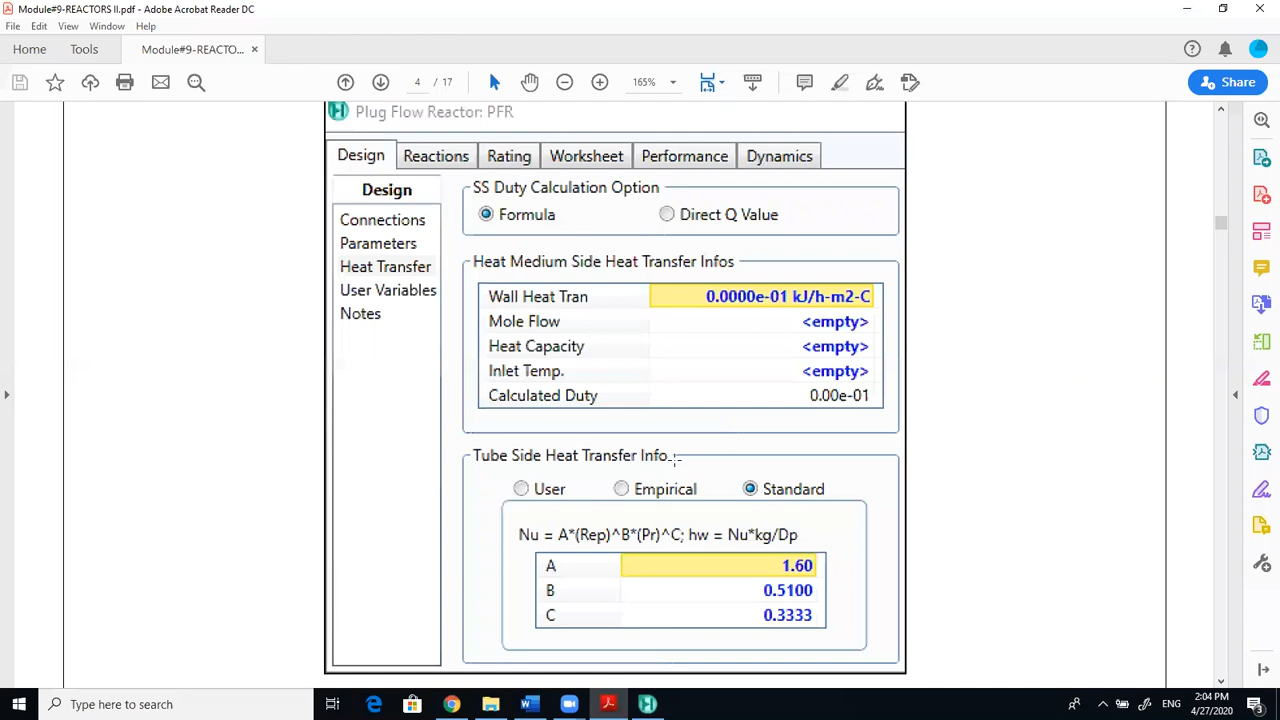 Module#9-REACTORS II.pdf - Adobe Acrobat Reader DC
File Edit View Window Help
Home Tools Module#9-REACTO... ×
4 / 17 165% Share
Plug Flow Reactor: PFR
Design Reactions Rating Worksheet Performance Dynamics
Design
Connections
Parameters
Heat Transfer
User Variables
Notes
SS Duty Calculation Option
Formula Direct Q Value
Heat Medium Side Heat Transfer Infos
Wall Heat Tran 0.0000e-01 kJ/h-m2-C
Mole Flow <empty>
Heat Capacity <empty>
Inlet Temp. <empty>
Calculated Duty 0.00e-01
Tube Side Heat Transfer Info.
User Empirical Standard
Nu = A*(Rep)^B*(Pr)^C; hw = Nu*kg/Dp
A 1.60
B 0.5100
C 0.3333
Type here to search
ENG
2:04 PM
4/27/2020
3